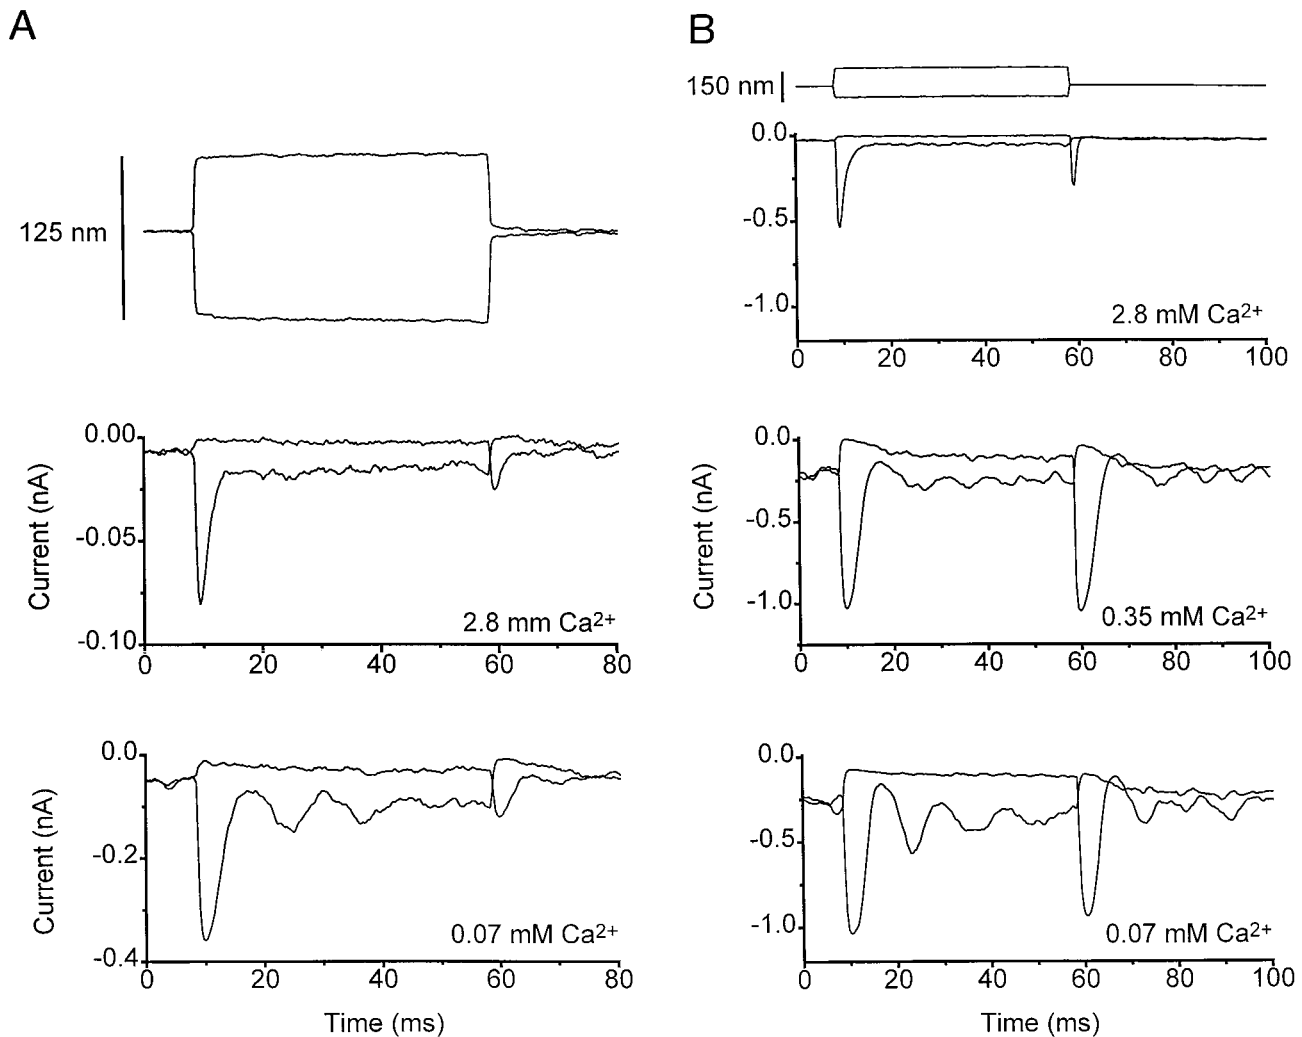 A
125 nm
0.00
-0.05
-0.10
Current (nA)
2.8 mm Ca2+
0 20 40 60 80
0.0
-0.2
-0.4
Current (nA)
0.07 mM Ca2+
0 20 40 60 80
Time (ms)
B
150 nm
0.0
-0.5
-1.0
2.8 mM Ca2+
0 20 40 60 80 100
0.0
-0.5
-1.0
Current (nA)
0.35 mM Ca2+
0 20 40 60 80 100
0.0
-0.5
-1.0
0.07 mM Ca2+
0 20 40 60 80 100
Time (ms)